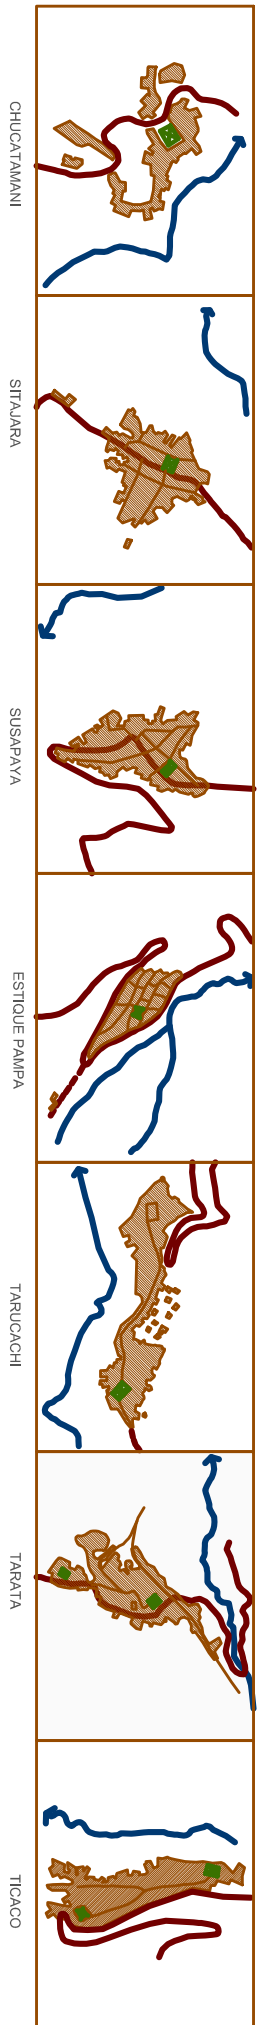 CHUCATAMANI
SITAJARA
SUSAPAYA
ESTIQUE PAMPA
TARUCACHI
TARATA
TICACO